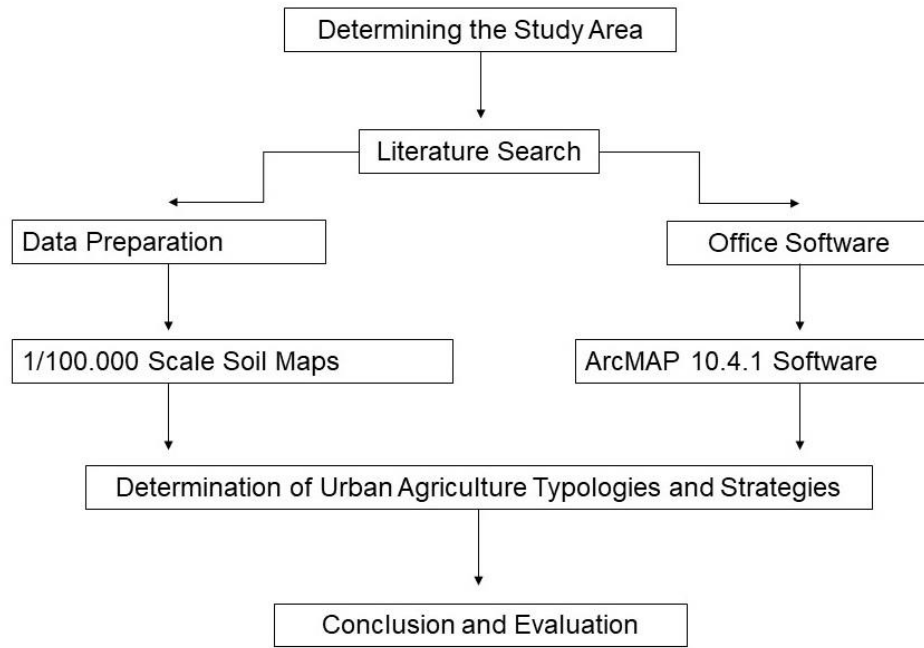 Determining the Study Area
Literature Search
Data Preparation
Office Software
1/100.000 Scale Soil Maps
ArcMAP 10.4.1 Software
Determination of Urban Agriculture Typologies and Strategies
Conclusion and Evaluation